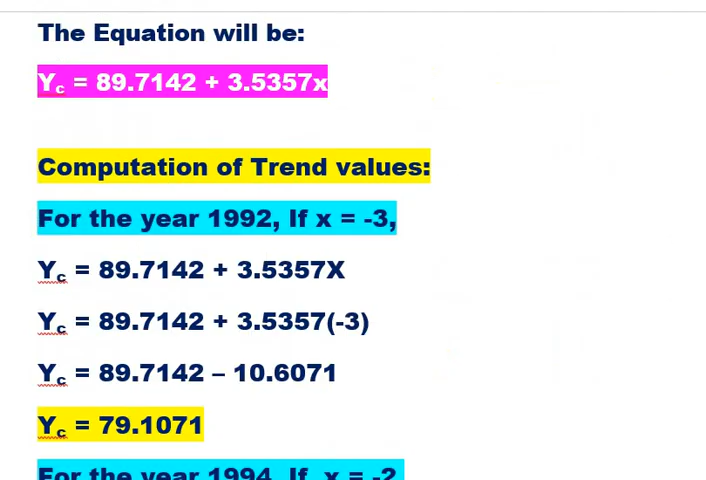 The Equation will be:
Yc = 89.7142 + 3.5357x
Computation of Trend values:
For the year 1992, If x = -3,
Yc = 89.7142 + 3.5357X
Yc = 89.7142 + 3.5357(-3)
Yc = 89.7142 – 10.6071
Yc = 79.1071
For the year 1994, If x = -2